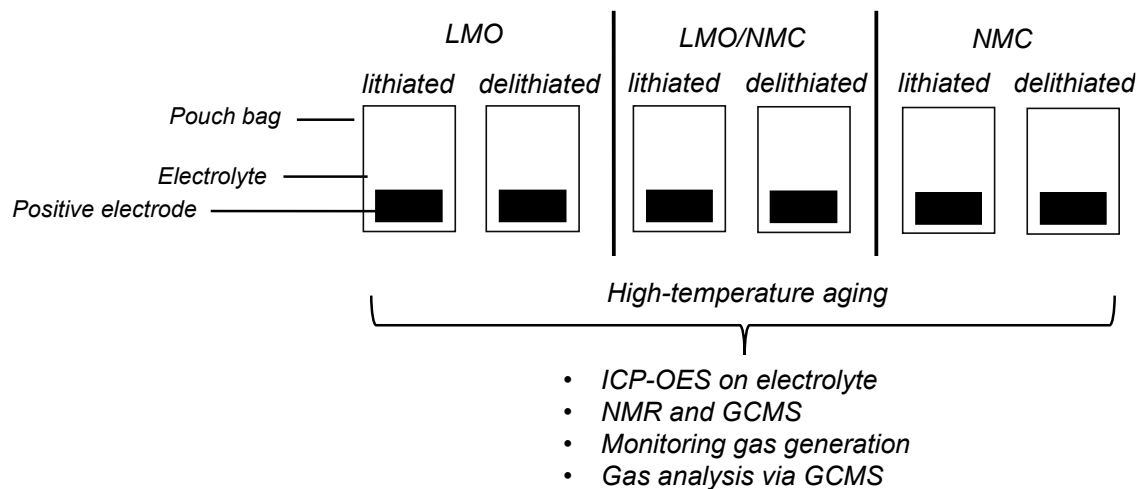 LMO LMO/NMC NMC
lithiated delithiated lithiated delithiated lithiated delithiated
Pouch bag
Electrolyte
Positive electrode
High-temperature aging
• ICP-OES on electrolyte
• NMR and GCMS
• Monitoring gas generation
• Gas analysis via GCMS